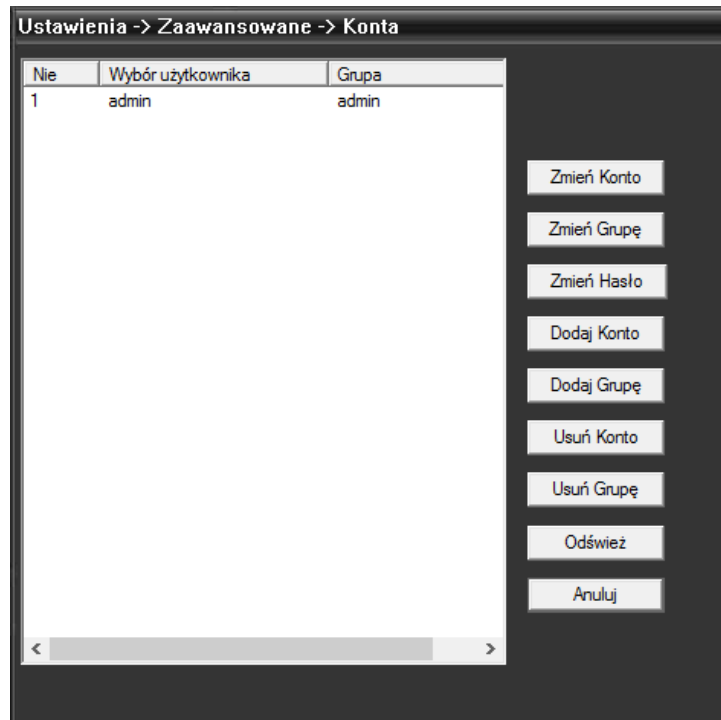 Ustawienia -> Zaawansowane -> Konta
Nie Wybór użytkownika Grupa
1 admin admin
Zmień Konto
Zmień Grupę
Zmień Hasło
Dodaj Konto
Dodaj Grupę
Usuń Konto
Usuń Grupę
Odśwież
Anuluj